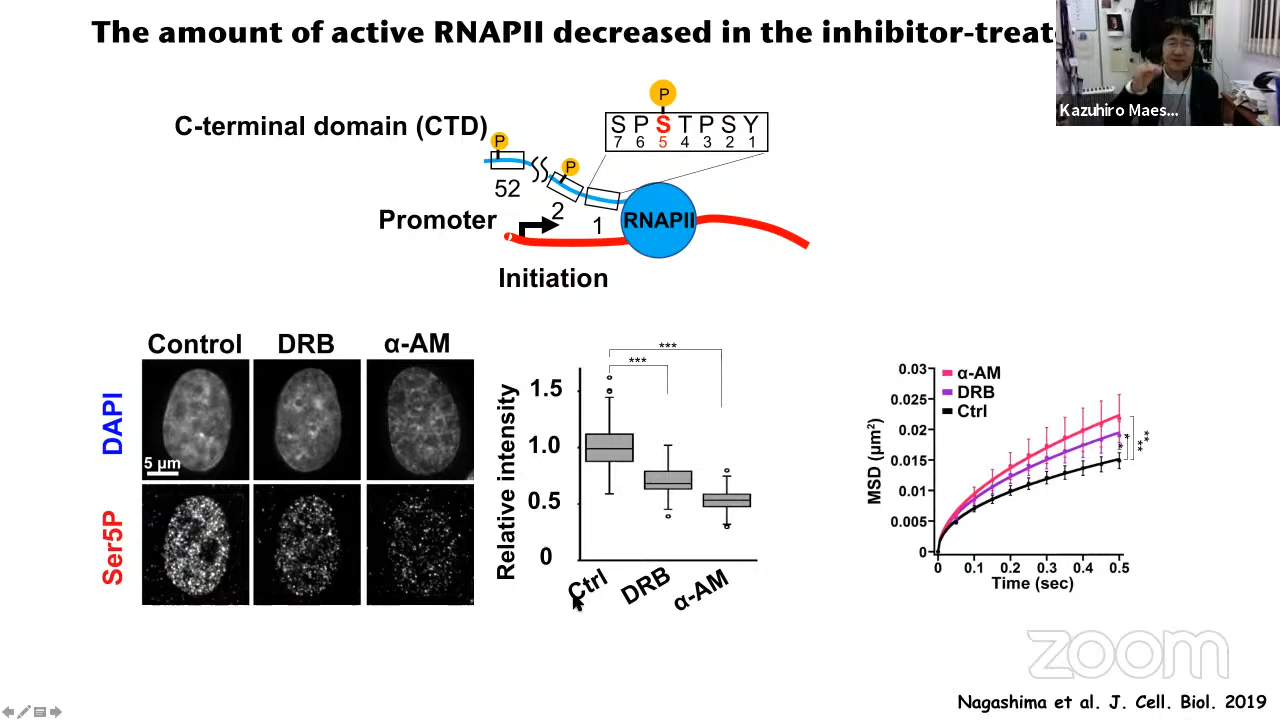 The amount of active RNAPII decreased in the inhibitor-treat
Kazuhiro Maes...
P
C-terminal domain (CTD)
S P S T P S Y
7 6 5 4 3 2 1
P
P
52
2
1
Promoter
RNAPII
Initiation
Control DRB α-AM
DAPI
5 μm
Ser5P
Relative intensity
1.5
1.0
0.5
0
***
***
Ctrl DRB α-AM
MSD (μm²)
0.03
0.025
0.02
0.015
0.01
0.005
0
α-AM
DRB
Ctrl
0 0.1 0.2 0.3 0.4 0.5
Time (sec)
zoom
Nagashima et al. J. Cell. Biol. 2019